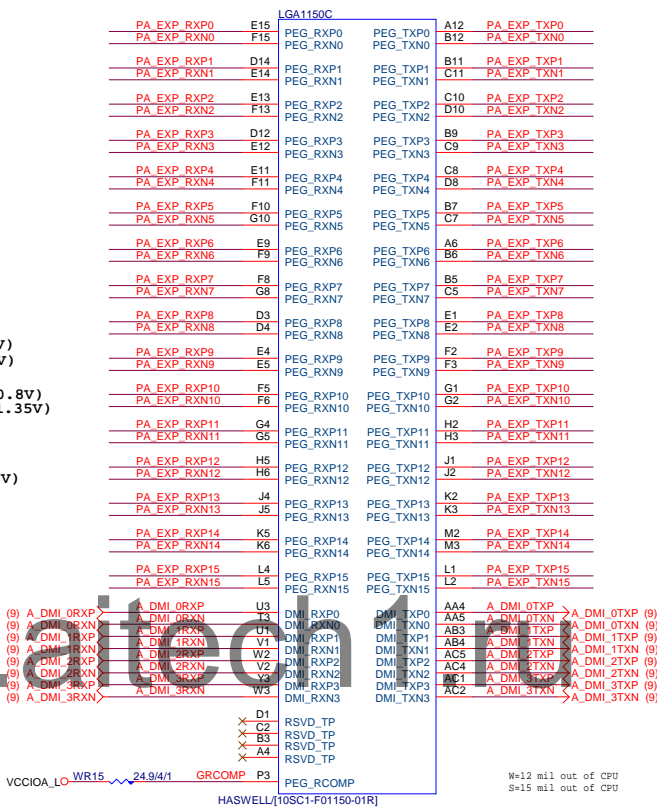 LGA1150C
PA_EXP_RXP0 E15 PEG_RXP0 PEG_TXP0 A12 PA_EXP_TXP0
PA_EXP_RXN0 F15 PEG_RXN0 PEG_TXN0 B12 PA_EXP_TXN0
PA_EXP_RXP1 D14 PEG_RXP1 PEG_TXP1 B11 PA_EXP_TXP1
PA_EXP_RXN1 E14 PEG_RXN1 PEG_TXN1 C11 PA_EXP_TXN1
PA_EXP_RXP2 E13 PEG_RXP2 PEG_TXP2 C10 PA_EXP_TXP2
PA_EXP_RXN2 F13 PEG_RXN2 PEG_TXN2 D10 PA_EXP_TXN2
PA_EXP_RXP3 D12 PEG_RXP3 PEG_TXP3 B9 PA_EXP_TXP3
PA_EXP_RXN3 E12 PEG_RXN3 PEG_TXN3 C9 PA_EXP_TXN3
PA_EXP_RXP4 E11 PEG_RXP4 PEG_TXP4 C8 PA_EXP_TXP4
PA_EXP_RXN4 F11 PEG_RXN4 PEG_TXN4 D8 PA_EXP_TXN4
PA_EXP_RXP5 F10 PEG_RXP5 PEG_TXP5 B7 PA_EXP_TXP5
PA_EXP_RXN5 G10 PEG_RXN5 PEG_TXN5 C7 PA_EXP_TXN5
PA_EXP_RXP6 E9 PEG_RXP6 PEG_TXP6 A6 PA_EXP_TXP6
PA_EXP_RXN6 F9 PEG_RXN6 PEG_TXN6 B6 PA_EXP_TXN6
PA_EXP_RXP7 F8 PEG_RXP7 PEG_TXP7 B5 PA_EXP_TXP7
PA_EXP_RXN7 G8 PEG_RXN7 PEG_TXN7 C5 PA_EXP_TXN7
PA_EXP_RXP8 D3 PEG_RXP8 PEG_TXP8 E1 PA_EXP_TXP8
PA_EXP_RXN8 D4 PEG_RXN8 PEG_TXN8 E2 PA_EXP_TXN8
V)
PA_EXP_RXP9 E4 PEG_RXP9 PEG_TXP9 F2 PA_EXP_TXP9
V)
PA_EXP_RXN9 E5 PEG_RXN9 PEG_TXN9 F3 PA_EXP_TXN9
PA_EXP_RXP10 F5 PEG_RXP10 PEG_TXP10 G1 PA_EXP_TXP10
0.8V)
PA_EXP_RXN10 F6 PEG_RXN10 PEG_TXN10 G2 PA_EXP_TXN10
1.35V)
PA_EXP_RXP11 G4 PEG_RXP11 PEG_TXP11 H2 PA_EXP_TXP11
PA_EXP_RXN11 G5 PEG_RXN11 PEG_TXN11 H3 PA_EXP_TXN11
PA_EXP_RXP12 H5 PEG_RXP12 PEG_TXP12 J1 PA_EXP_TXP12
PA_EXP_RXN12 H6 PEG_RXN12 PEG_TXN12 J2 PA_EXP_TXN12
V)
PA_EXP_RXP13 J4 PEG_RXP13 PEG_TXP13 K2 PA_EXP_TXP13
PA_EXP_RXN13 J5 PEG_RXN13 PEG_TXN13 K3 PA_EXP_TXN13
PA_EXP_RXP14 K5 PEG_RXP14 PEG_TXP14 M2 PA_EXP_TXP14
PA_EXP_RXN14 K6 PEG_RXN14 PEG_TXN14 M3 PA_EXP_TXN14
PA_EXP_RXP15 L4 PEG_RXP15 PEG_TXP15 L1 PA_EXP_TXP15
PA_EXP_RXN15 L5 PEG_RXN15 PEG_TXN15 L2 PA_EXP_TXN15
(9) A_DMI_0RXP A_DMI_0RXP U3 DMI_RXP0 DMI_TXP0 AA4 A_DMI_0TXP A_DMI_0TXP (9)
(9) A_DMI_0RXN A_DMI_0RXN T3 DMI_RXN0 DMI_TXN0 AA5 A_DMI_0TXN A_DMI_0TXN (9)
(9) A_DMI_1RXP A_DMI_1RXP U1 DMI_RXP1 DMI_TXP1 AB3 A_DMI_1TXP A_DMI_1TXP (9)
(9) A_DMI_1RXN A_DMI_1RXN V1 DMI_RXN1 DMI_TXN1 AB4 A_DMI_1TXN A_DMI_1TXN (9)
(9) A_DMI_2RXP A_DMI_2RXP W2 DMI_RXP2 DMI_TXP2 AC5 A_DMI_2TXP A_DMI_2TXP (9)
(9) A_DMI_2RXN A_DMI_2RXN V2 DMI_RXN2 DMI_TXN2 AC4 A_DMI_2TXN A_DMI_2TXN (9)
(9) A_DMI_3RXP A_DMI_3RXP Y3 DMI_RXP3 DMI_TXP3 AC1 A_DMI_3TXP A_DMI_3TXP (9)
(9) A_DMI_3RXN A_DMI_3RXN W3 DMI_RXN3 DMI_TXN3 AC2 A_DMI_3TXN A_DMI_3TXN (9)
.aitech1.ru
D1 RSVD_TP
C2 RSVD_TP
B3 RSVD_TP
A4 RSVD_TP
VCCIOA_L WR15 24.9/4/1 GRCOMP P3 PEG_RCOMP
W=12 mil out of CPU
S=15 mil out of CPU
HASWELL/[10SC1-F01150-01R]